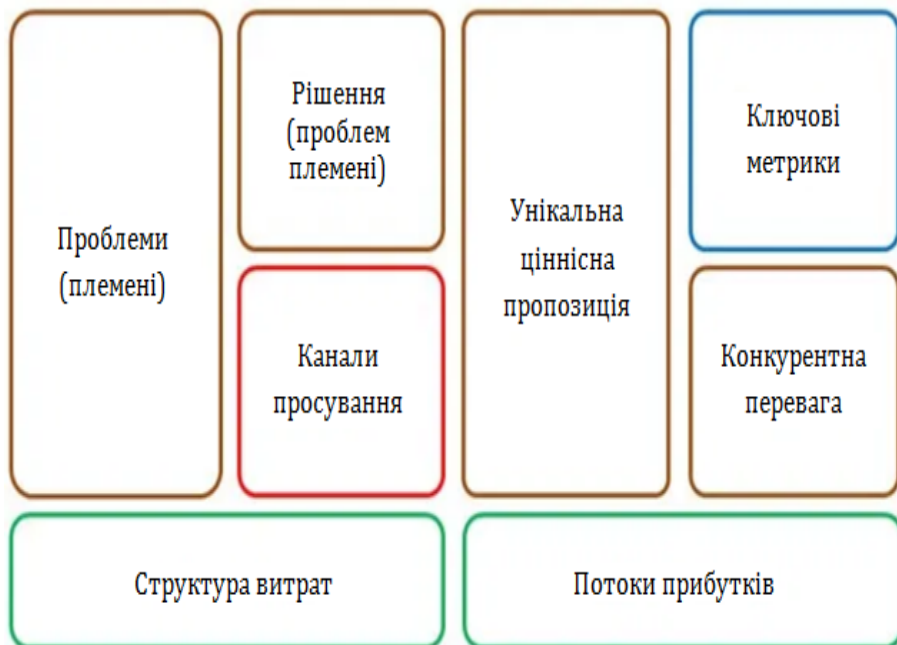 Проблеми
(племені)
Рішення
(проблем
племені)
Канали
просування
Унікальна
ціннісна
пропозиція
Ключові
метрики
Конкурентна
перевага
Структура витрат
Потоки прибутків